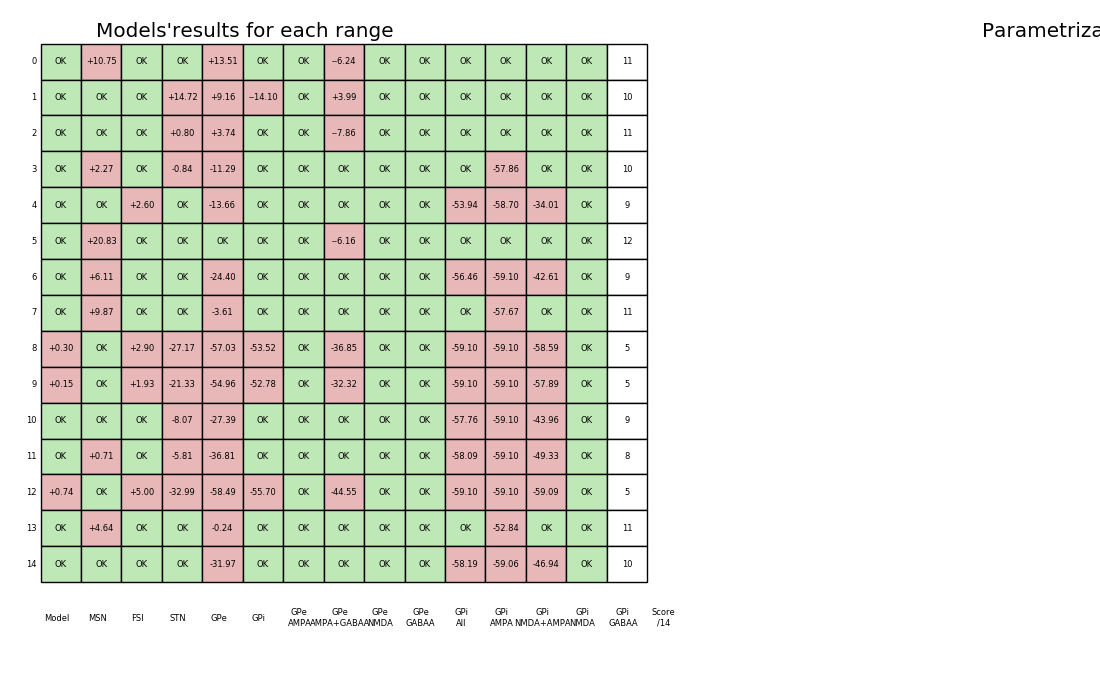 Models'results for each range
Parametriza
0 OK +10.75 OK OK +13.51 OK OK --6.24 OK OK OK OK OK OK 11
1 OK OK OK +14.72 +9.16 --14.10 OK +3.99 OK OK OK OK OK OK 10
2 OK OK OK +0.80 +3.74 OK OK --7.86 OK OK OK OK OK OK 11
3 OK +2.27 OK -0.84 -11.29 OK OK OK OK OK OK -57.86 OK OK 10
4 OK OK +2.60 OK -13.66 OK OK OK OK OK -53.94 -58.70 -34.01 OK 9
5 OK +20.83 OK OK OK OK OK --6.16 OK OK OK OK OK OK 12
6 OK +6.11 OK OK -24.40 OK OK OK OK OK -56.46 -59.10 -42.61 OK 9
7 OK +9.87 OK OK -3.61 OK OK OK OK OK OK -57.67 OK OK 11
8 +0.30 OK +2.90 -27.17 -57.03 -53.52 OK -36.85 OK OK -59.10 -59.10 -58.59 OK 5
9 +0.15 OK +1.93 -21.33 -54.96 -52.78 OK -32.32 OK OK -59.10 -59.10 -57.89 OK 5
10 OK OK OK -8.07 -27.39 OK OK OK OK OK -57.76 -59.10 -43.96 OK 9
11 OK +0.71 OK -5.81 -36.81 OK OK OK OK OK -58.09 -59.10 -49.33 OK 8
12 +0.74 OK +5.00 -32.99 -58.49 -55.70 OK -44.55 OK OK -59.10 -59.10 -59.09 OK 5
13 OK +4.64 OK OK -0.24 OK OK OK OK OK OK -52.84 OK OK 11
14 OK OK OK OK -31.97 OK OK OK OK OK -58.19 -59.06 -46.94 OK 10
GPe GPe GPe GPe GPi GPi GPi GPi GPi Score
Model MSN FSI STN GPe GPi
AMPA AMPA+GABAA NMDA GABAA All AMPA NMDA+AMPA NMDA GABAA /14